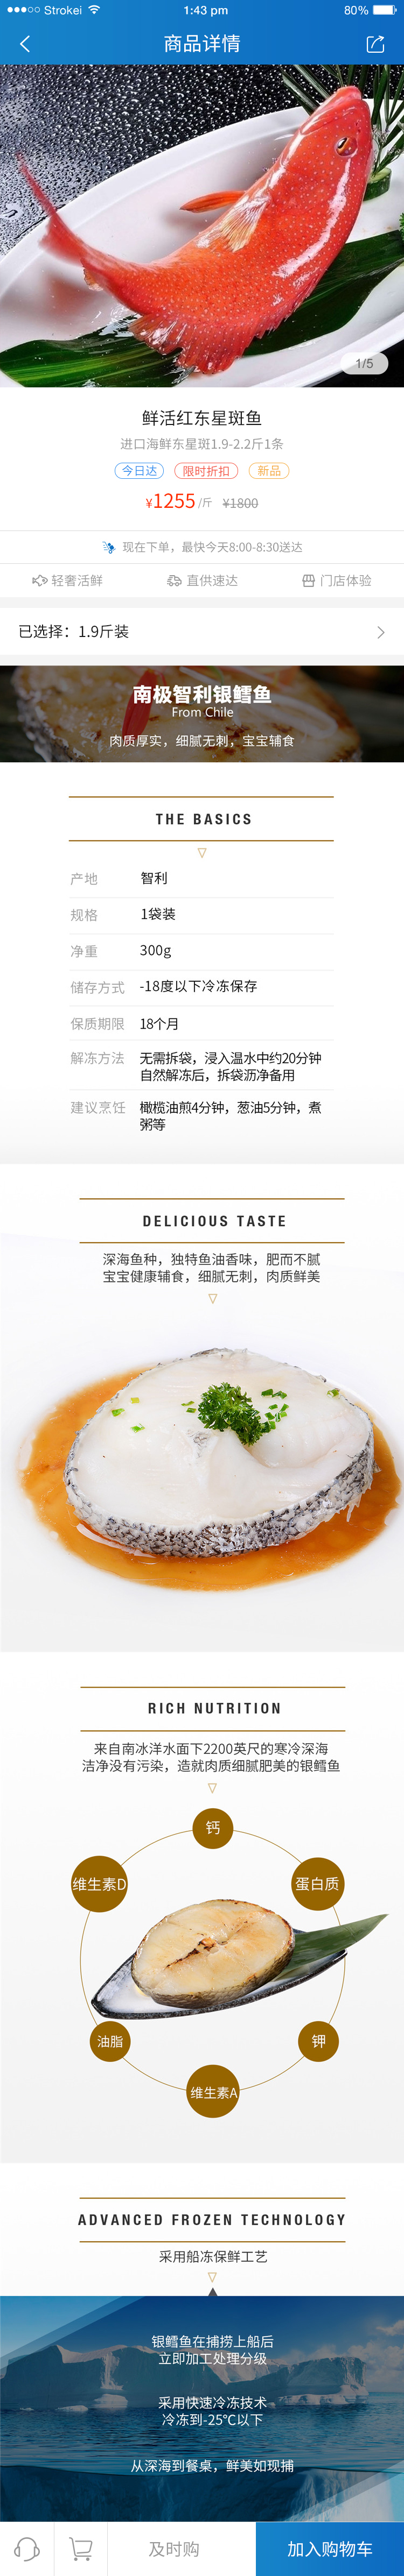 Strokei
1:43 pm
80%
商品详情
1/5
鲜活红东星斑鱼
进口海鲜东星斑1.9-2.2斤1条
今日达 限时折扣 新品
¥1255/斤 ¥1800
现在下单，最快今天8:00-8:30送达
轻奢活鲜 直供速达 门店体验
已选择：1.9斤装
南极智利银鳕鱼
From Chile
肉质厚实，细腻无刺，宝宝辅食
THE BASICS
产地 智利
规格 1袋装
净重 300g
储存方式 -18度以下冷冻保存
保质期限 18个月
解冻方法 无需拆袋，浸入温水中约20分钟
自然解冻后，拆袋沥净备用
建议烹饪 橄榄油煎4分钟，葱油5分钟，煮
粥等
DELICIOUS TASTE
深海鱼种，独特鱼油香味，肥而不腻
宝宝健康辅食，细腻无刺，肉质鲜美
RICH NUTRITION
来自南冰洋水面下2200英尺的寒冷深海
洁净没有污染，造就肉质细腻肥美的银鳕鱼
钙
维生素D
蛋白质
油脂
钾
维生素A
ADVANCED FROZEN TECHNOLOGY
采用船冻保鲜工艺
银鳕鱼在捕捞上船后
立即加工处理分级
采用快速冷冻技术
冷冻到-25℃以下
从深海到餐桌，鲜美如现捕
及时购
加入购物车